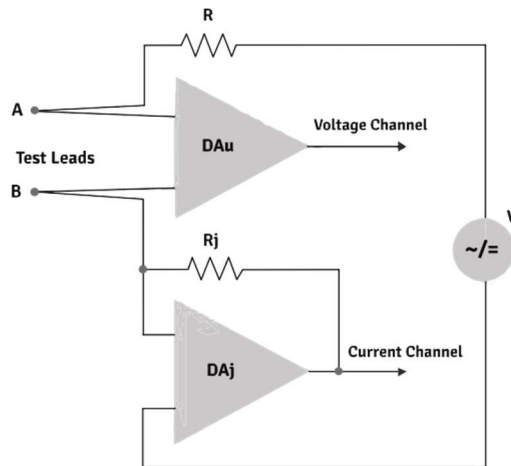 R
A
DAu
Voltage Channel
Test Leads
B
V
~/=
Rj
Current Channel
DAj